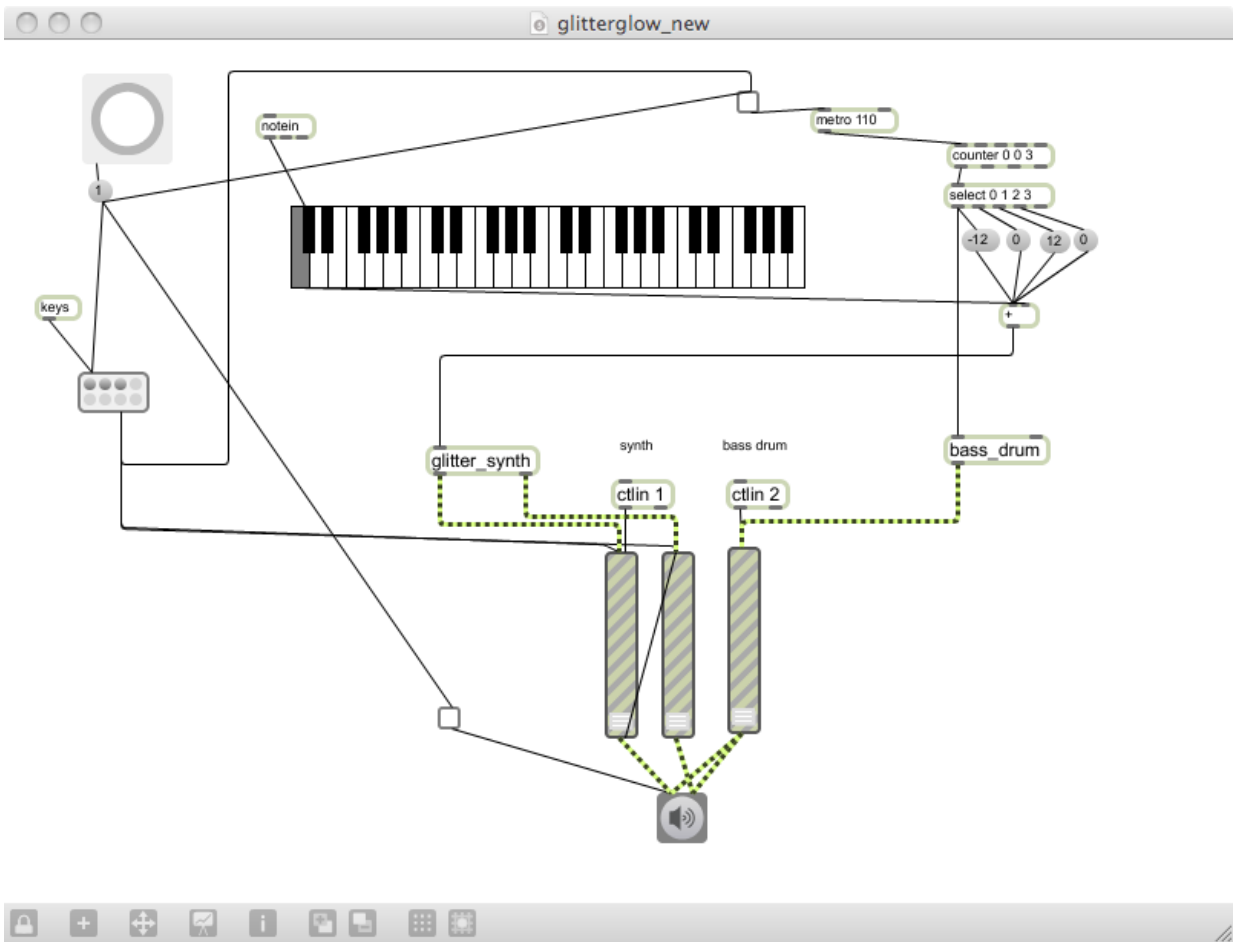 glitterglow_new
notein
metro 110
counter 0 0 3
1
select 0 1 2 3
-12 0 12 0
keys
+
synth
bass drum
glitter_synth
bass_drum
ctlin 1
ctlin 2